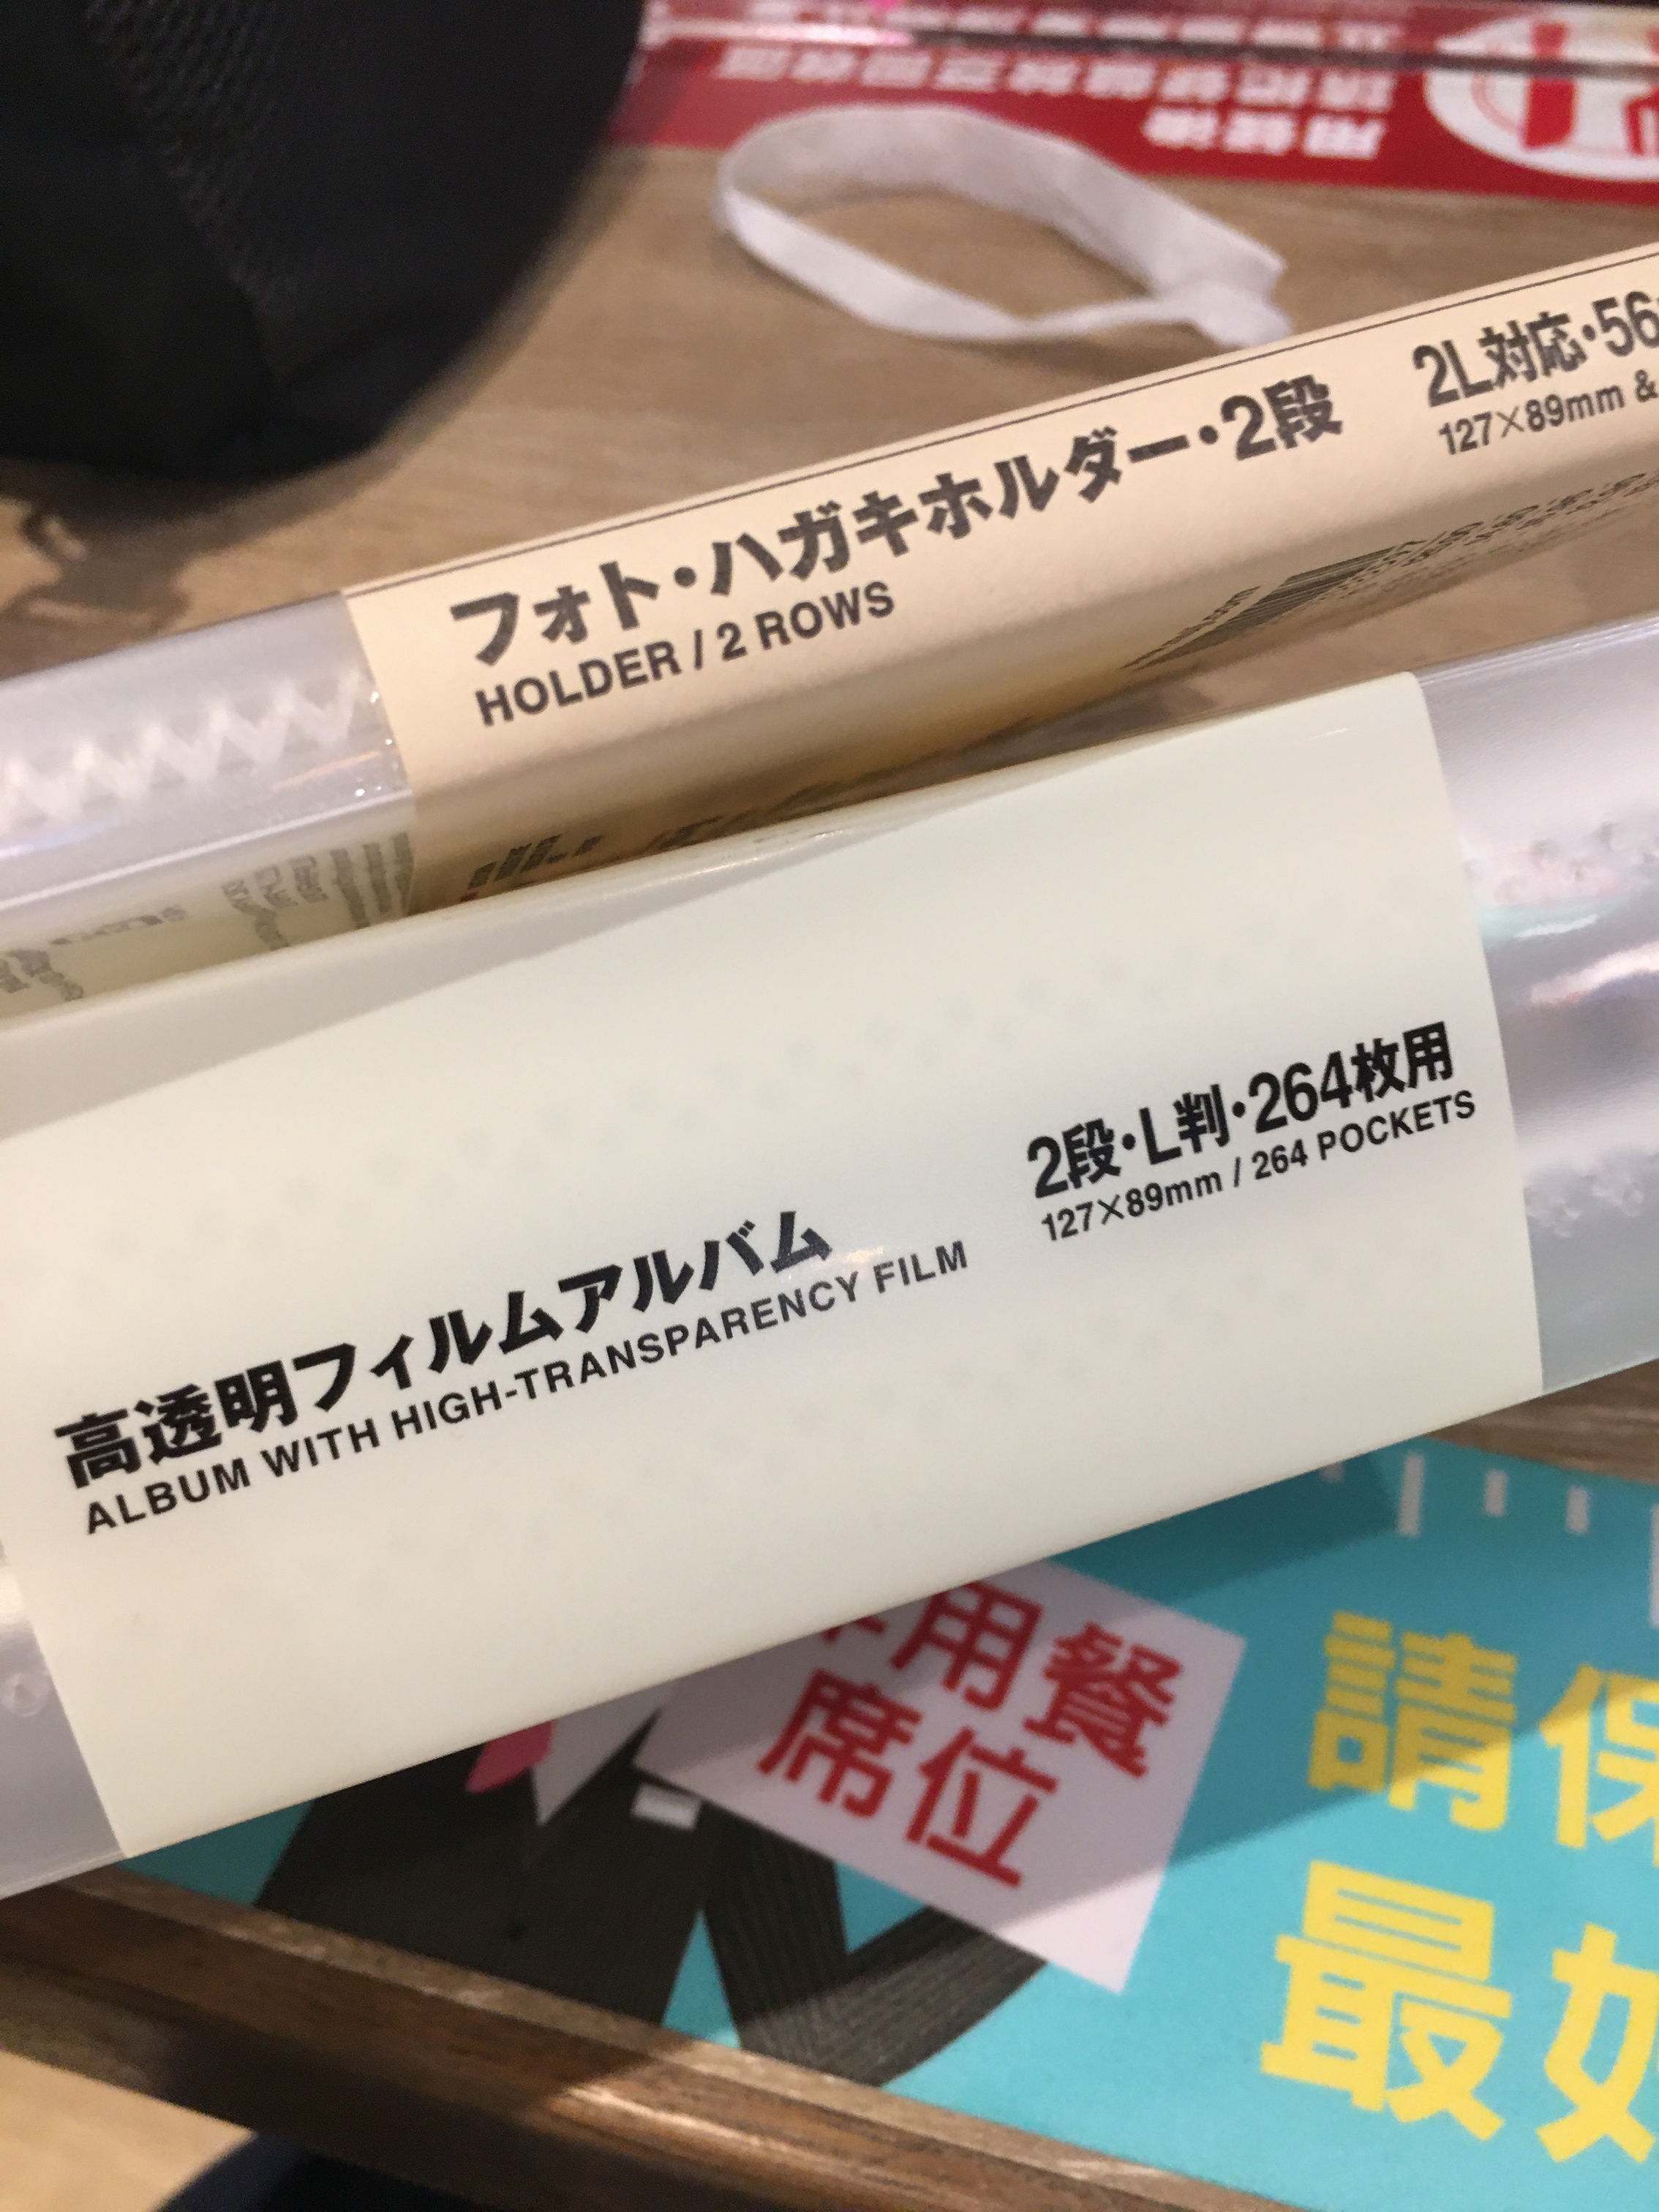 用餐後
フォト・ハガキホルダー・2段
HOLDER / 2 ROWS
2L対応・56
127×89mm &
高透明フィルムアルバム
ALBUM WITH HIGH-TRANSPARENCY FILM
2段・L判・264枚用
127×89mm / 264 POCKETS
用餐
席位
請保
最